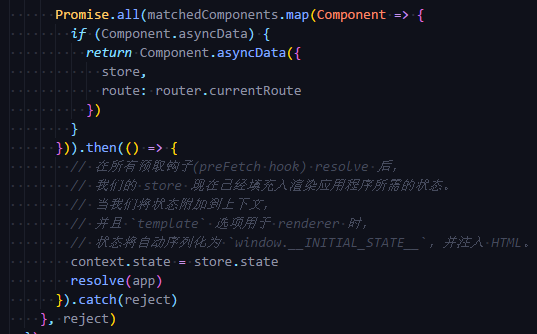 Promise.all(matchedComponents.map(Component => {
if (Component.asyncData) {
return Component.asyncData({
store,
route: router.currentRoute
})
}
})).then(() => {
// 在所有预取钩子(preFetch hook) resolve 后，
// 我们的 store 现在已经填充入渲染应用程序所需的状态。
// 当我们将状态附加到上下文，
// 并且 `template` 选项用于 renderer 时，
// 状态将自动序列化为 `window.__INITIAL_STATE__`，并注入 HTML。
context.state = store.state
resolve(app)
}).catch(reject)
}, reject)